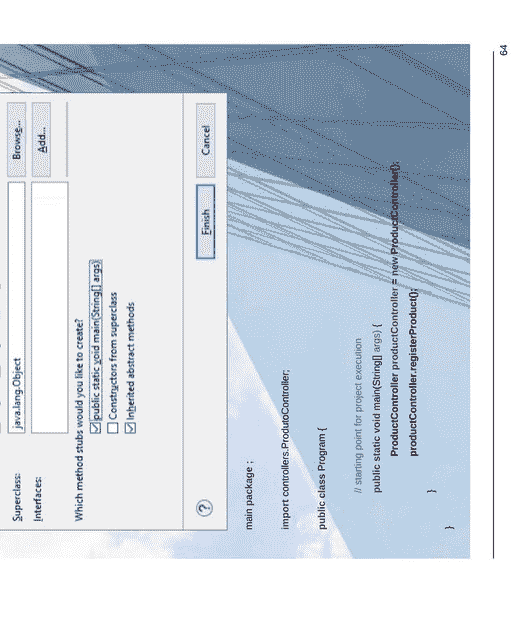 Superclass: java.lang.Object Browse...
Interfaces: Add...
Which method stubs would you like to create?
public static void main(String[] args)
Constructors from superclass
Inherited abstract methods
? Finish Cancel
main package ;
import controllers.ProdutoController;
public class Program {
// starting point for project execution
public static void main(String[] args) {
ProductController productController = new ProductController();
productController.registerProduct();
}
}
64